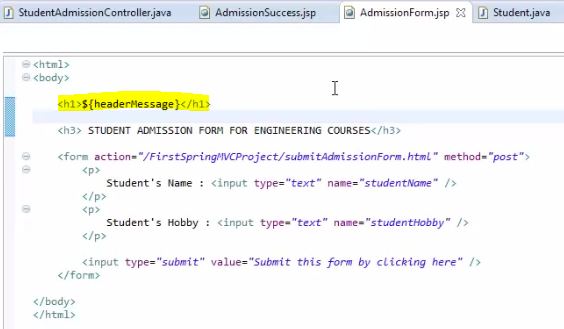 StudentAdmissionController.java AdmissionSuccess.jsp AdmissionForm.jsp Student.java
<html>
<body>
<h1>${headerMessage}</h1>
<h3> STUDENT ADMISSION FORM FOR ENGINEERING COURSES</h3>
<form action="/FirstSpringMVCProject/submitAdmissionForm.html" method="post">
<p>
Student's Name : <input type="text" name="studentName" />
</p>
<p>
Student's Hobby : <input type="text" name="studentHobby" />
</p>
<input type="submit" value="Submit this form by clicking here" />
</form>
</body>
</html>